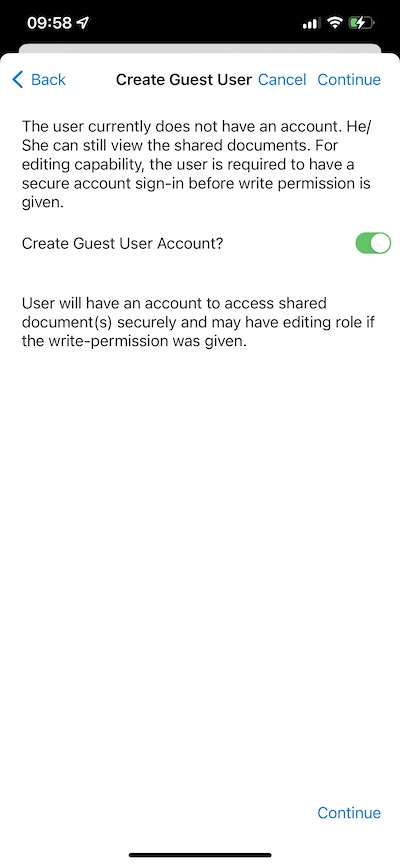 09:58
Back Create Guest User Cancel Continue
The user currently does not have an account. He/
She can still view the shared documents. For
editing capability, the user is required to have a
secure account sign-in before write permission is
given.
Create Guest User Account?
User will have an account to access shared
document(s) securely and may have editing role if
the write-permission was given.
Continue